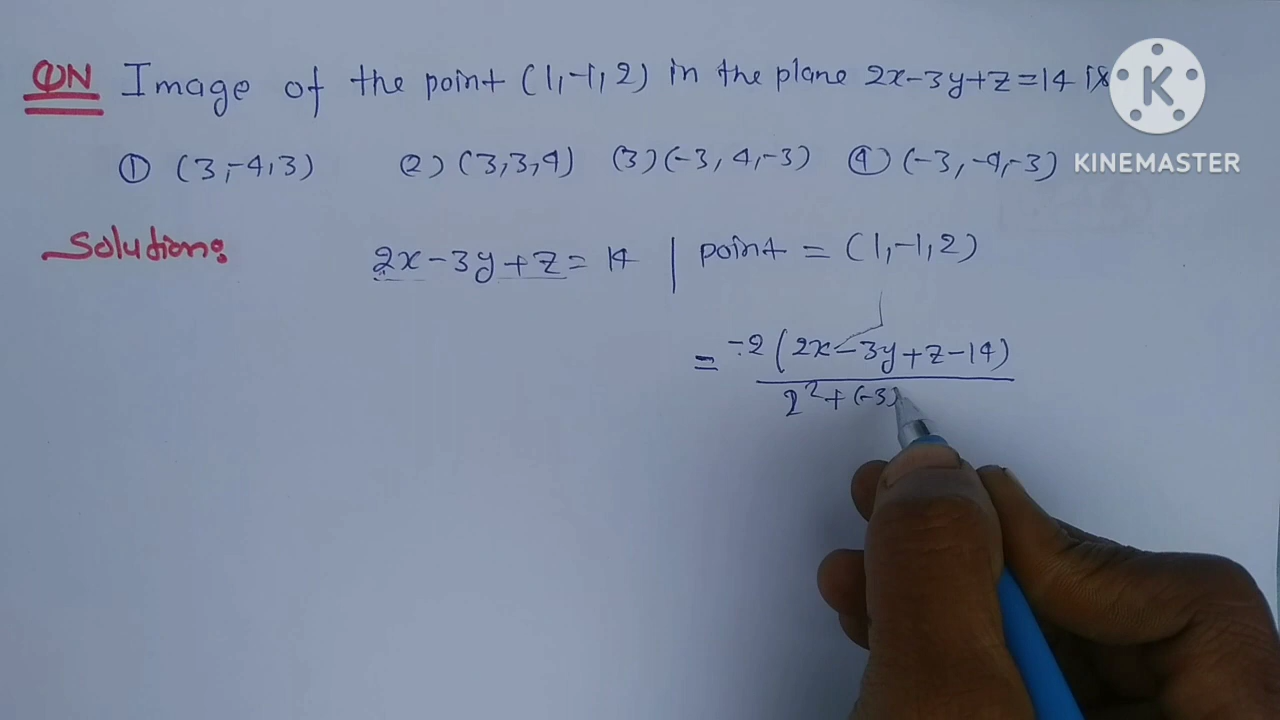 QN Image of the point (1,-1,2) in the plane 2x-3y+z=14 is
① (3,-4,3) (2) (3,3,4) (3) (-3, 4,-3) ④ (-3,-4,-3)
K
KINEMASTER
Solution: 2x-3y+z=14 | point = (1,-1,2)
= -2(2x-3y+z-14)
2²+(-3)